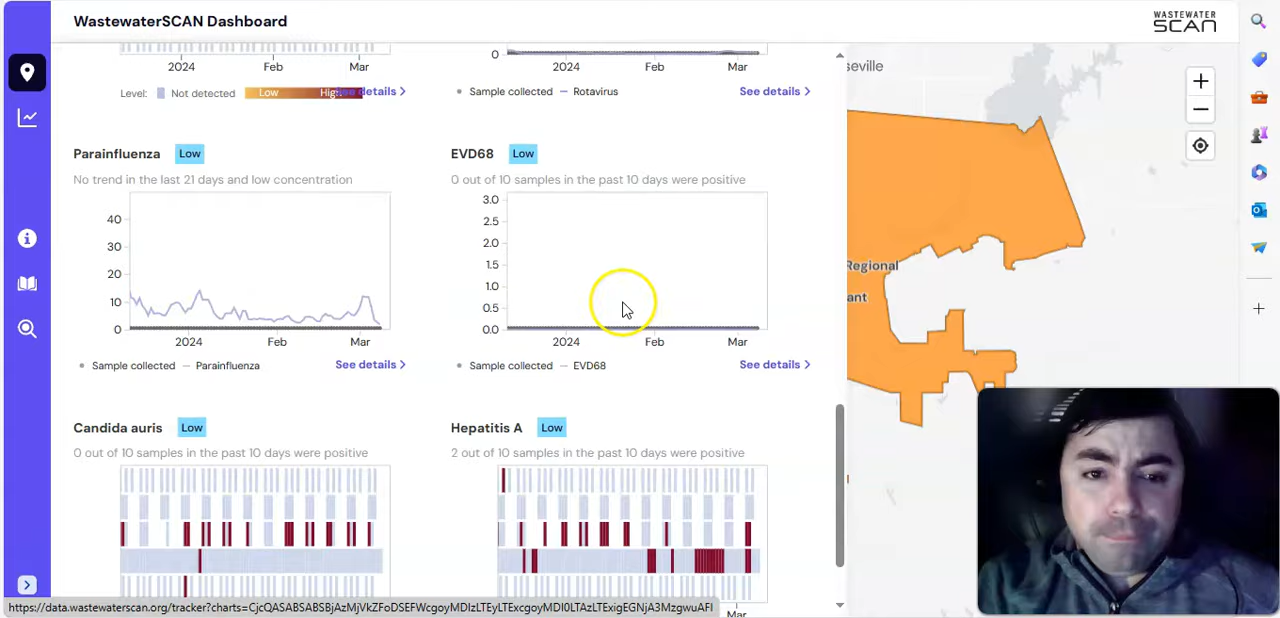 WastewaterSCAN Dashboard
WASTEWATER
SCAN
2024 Feb Mar
Level: Not detected Low High See details >
0
2024 Feb Mar
Sample collected Rotavirus See details >
Parainfluenza Low
No trend in the last 21 days and low concentration
40
30
20
10
0
2024 Feb Mar
Sample collected Parainfluenza See details >
EVD68 Low
0 out of 10 samples in the past 10 days were positive
3.0
2.5
2.0
1.5
1.0
0.5
0.0
2024 Feb Mar
Sample collected EVD68 See details >
Candida auris Low
0 out of 10 samples in the past 10 days were positive
Hepatitis A Low
2 out of 10 samples in the past 10 days were positive
Mar
seville
Regional
ant
+
−